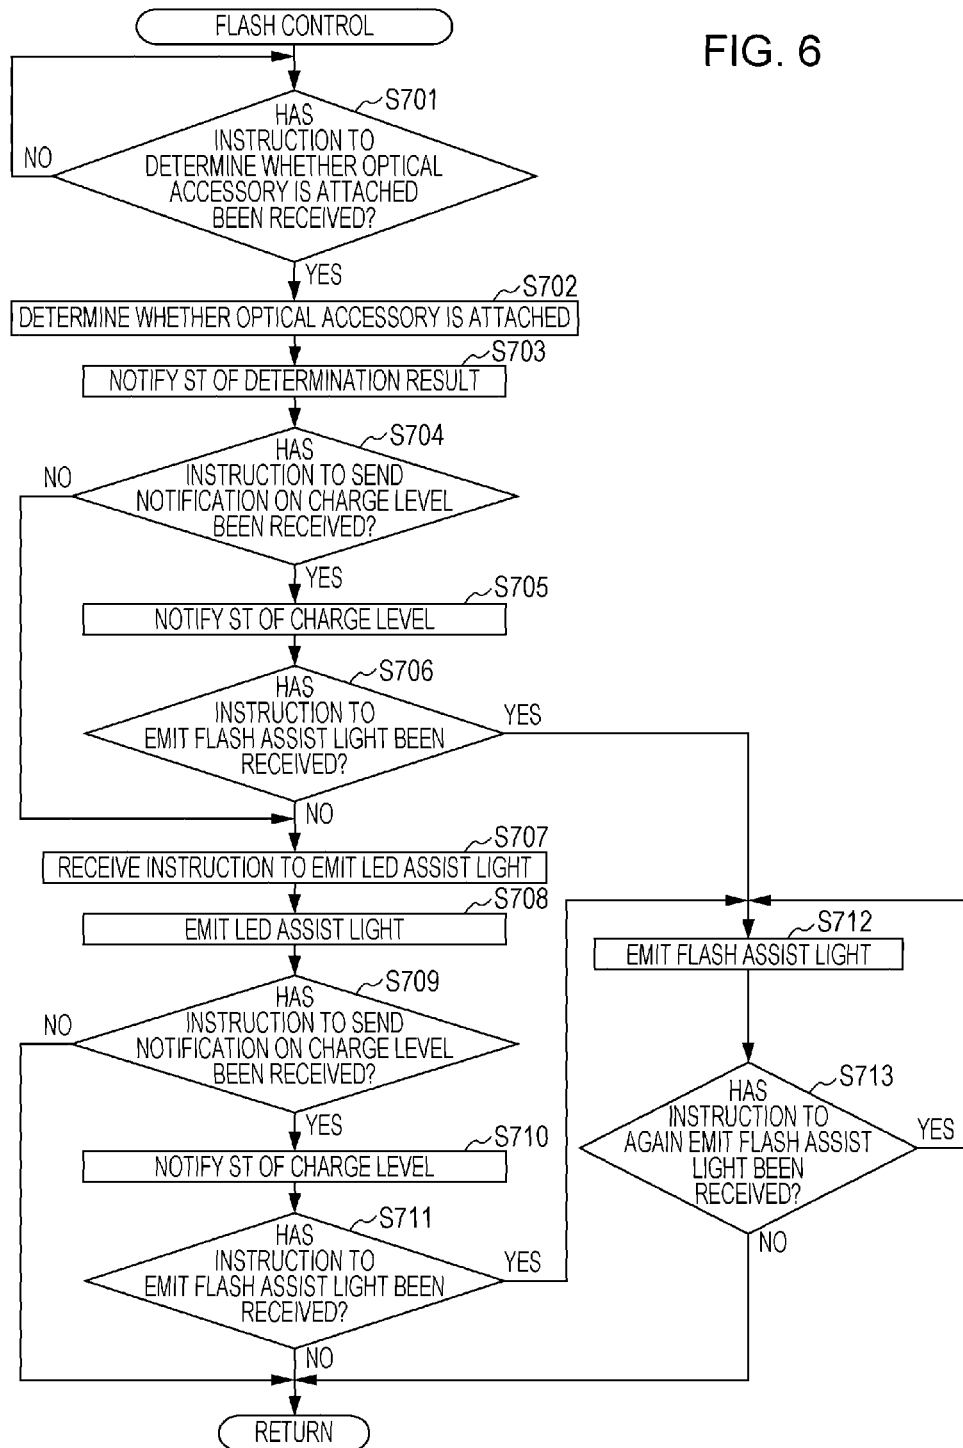 FLASH CONTROL
FIG. 6
S701
HAS
INSTRUCTION TO
DETERMINE WHETHER OPTICAL
ACCESSORY IS ATTACHED
BEEN RECEIVED?
NO
YES
S702
DETERMINE WHETHER OPTICAL ACCESSORY IS ATTACHED
S703
NOTIFY ST OF DETERMINATION RESULT
S704
HAS
INSTRUCTION TO SEND
NOTIFICATION ON CHARGE LEVEL
BEEN RECEIVED?
NO
YES
S705
NOTIFY ST OF CHARGE LEVEL
S706
HAS
INSTRUCTION TO
EMIT FLASH ASSIST LIGHT BEEN
RECEIVED?
YES
NO
S707
RECEIVE INSTRUCTION TO EMIT LED ASSIST LIGHT
S708
EMIT LED ASSIST LIGHT
S709
HAS
INSTRUCTION TO SEND
NOTIFICATION ON CHARGE LEVEL
BEEN RECEIVED?
NO
YES
S710
NOTIFY ST OF CHARGE LEVEL
S711
HAS
INSTRUCTION TO
EMIT FLASH ASSIST LIGHT BEEN
RECEIVED?
YES
NO
S712
EMIT FLASH ASSIST LIGHT
S713
HAS
INSTRUCTION TO
AGAIN EMIT FLASH ASSIST
LIGHT BEEN
RECEIVED?
YES
NO
RETURN